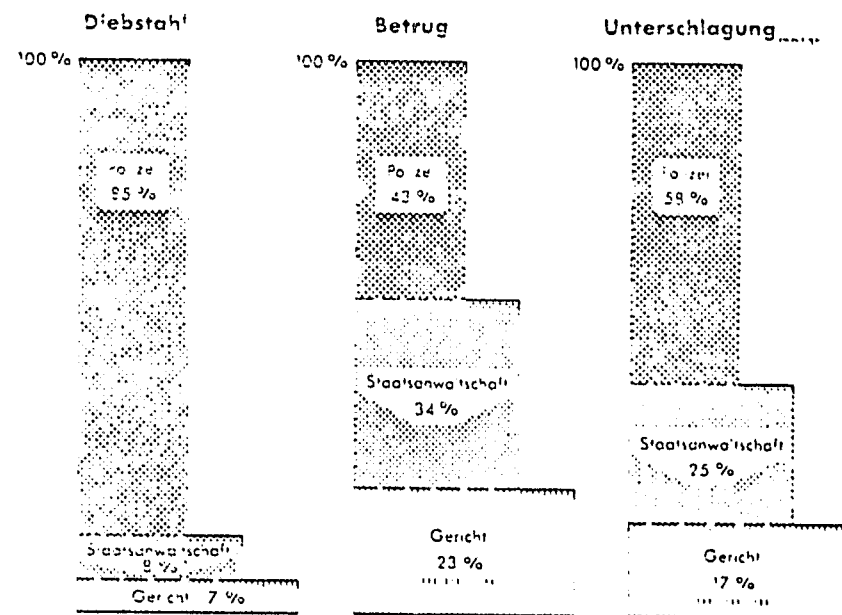 Diebstahl
100 %
Polizei
85 %
Staatsanwaltschaft
8 %
Gericht 7 %
Betrug
100 %
Polizei
43 %
Staatsanwaltschaft
34 %
Gericht
23 %
Unterschlagung
100 %
Polizei
58 %
Staatsanwaltschaft
25 %
Gericht
17 %